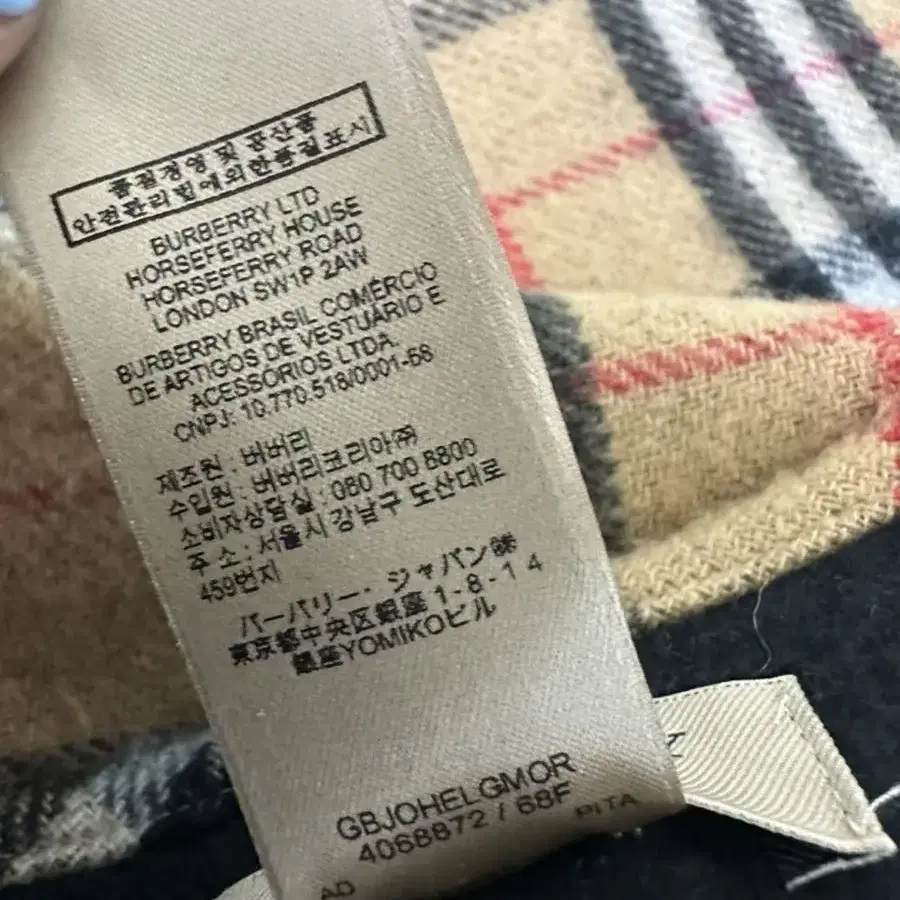 품질경영 및 공산품
안전관리법에의한품질표시
BURBERRY LTD
HORSEFERRY HOUSE
HORSEFERRY ROAD
LONDON SW1P 2AW
BURBERRY BRASIL COMÉRCIO
DE ARTIGOS DE VESTUÁRIO E
ACESSORIOS LTDA.
CNPJ: 10.770.518/0001-68
제조원 : 버버리
수입원 : 버버리코리아㈜
소비자상담실 : 080 700 8800
주 소 : 서울시 강남구 도산대로
459번지
バーバリー・ジャパン㈱
東京都中央区銀座 1-8-14
銀座YOMIKOビル
GBJOHELGMOR
4068872 / 68F
PITA
AD